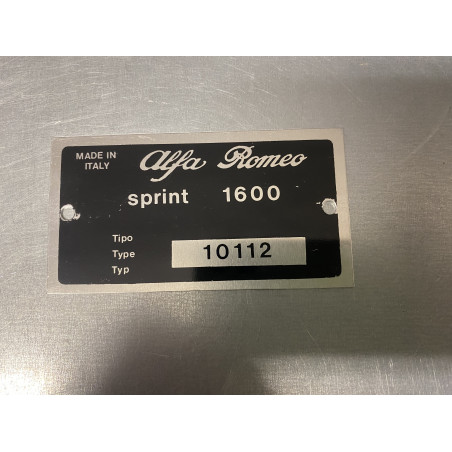 MADE IN
ITALY
Alfa Romeo
sprint 1600
Tipo
Type
Typ
10112